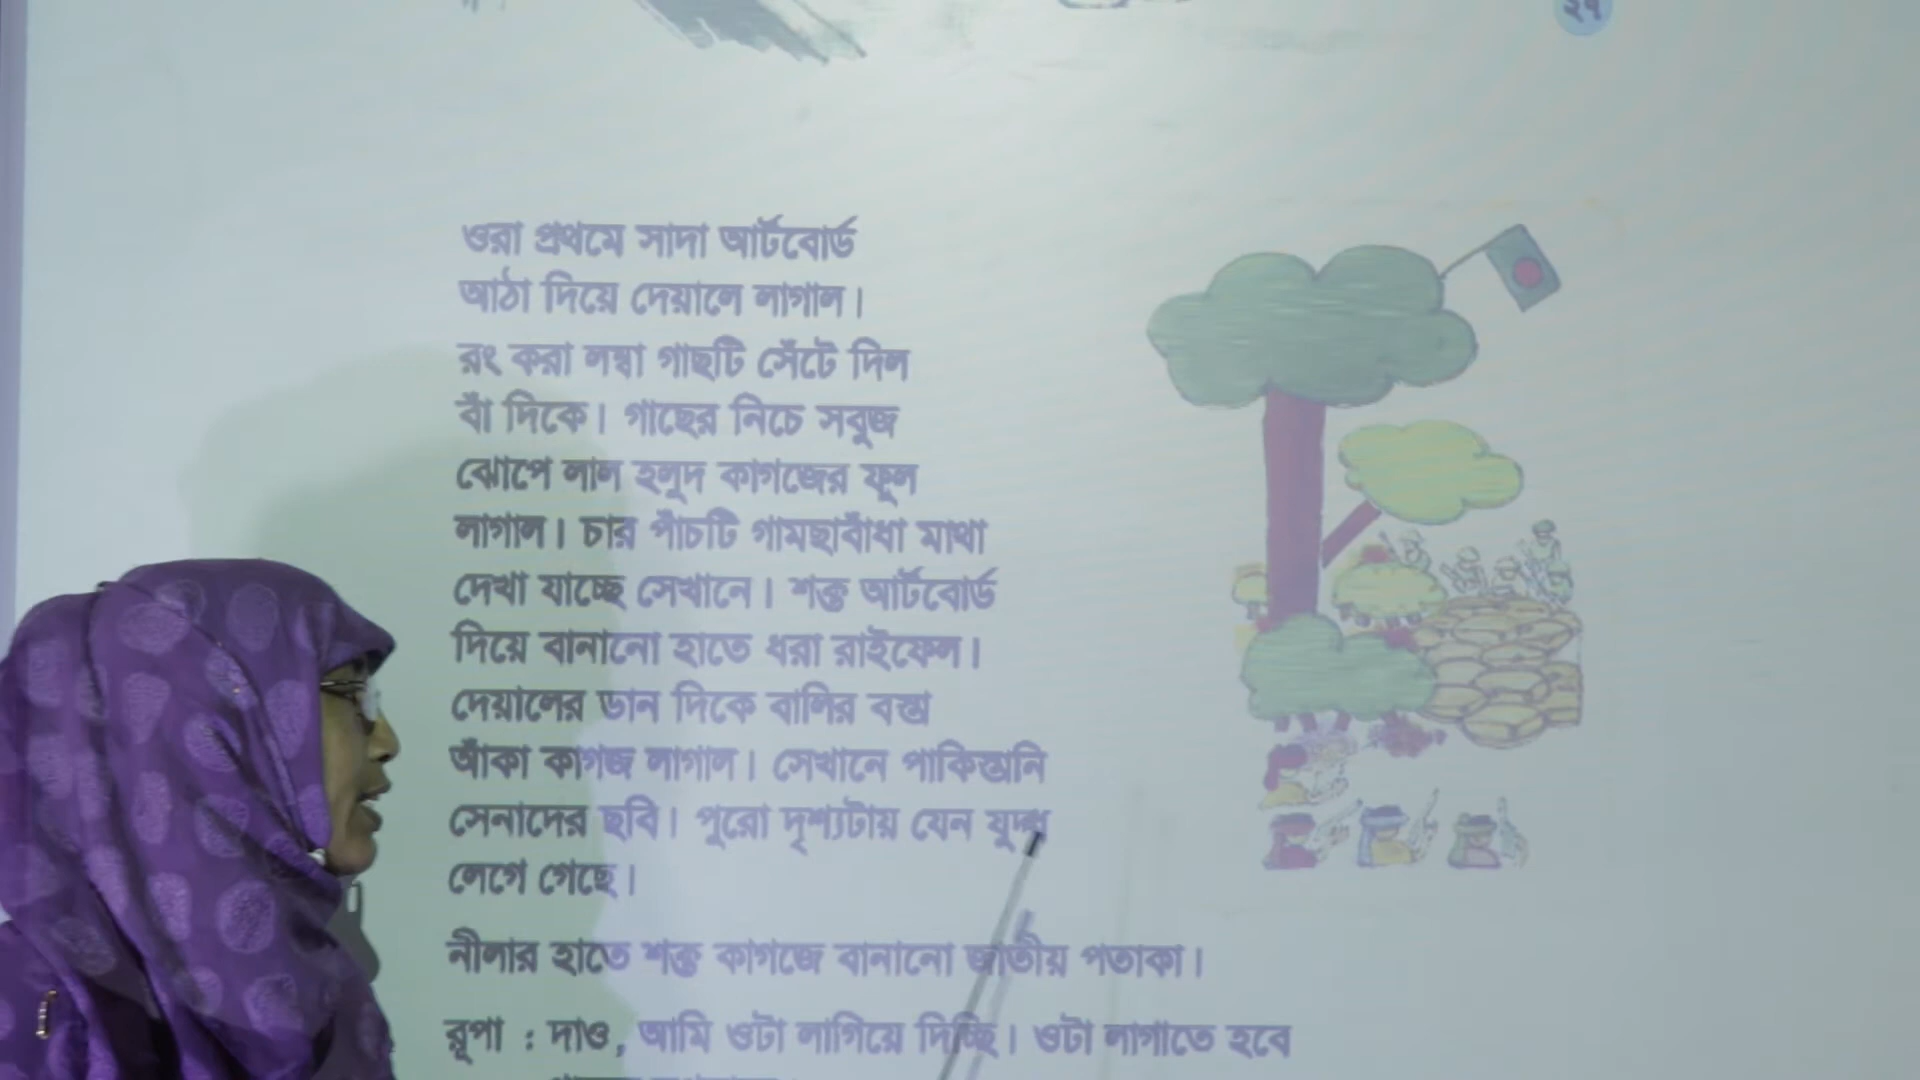 ২৭
ওরা প্রথমে সাদা আর্টবোর্ড
আঠা দিয়ে দেয়ালে লাগাল।
রং করা লম্বা গাছটি সেঁটে দিল
বাঁ দিকে। গাছের নিচে সবুজ
ঝোপে লাল হলুদ কাগজের ফুল
লাগাল। চার পাঁচটি গামছাবাঁধা মাথা
দেখা যাচ্ছে সেখানে। শক্ত আর্টবোর্ড
দিয়ে বানানো হাতে ধরা রাইফেল।
দেয়ালের ডান দিকে বালির বস্তা
আঁকা কাগজ লাগাল। সেখানে পাকিস্তানি
সেনাদের ছবি। পুরো দৃশ্যটায় যেন যুদ্ধ
লেগে গেছে।
নীলার হাতে শক্ত কাগজে বানানো জাতীয় পতাকা।
রূপা : দাও, আমি ওটা লাগিয়ে দিচ্ছি। ওটা লাগাতে হবে